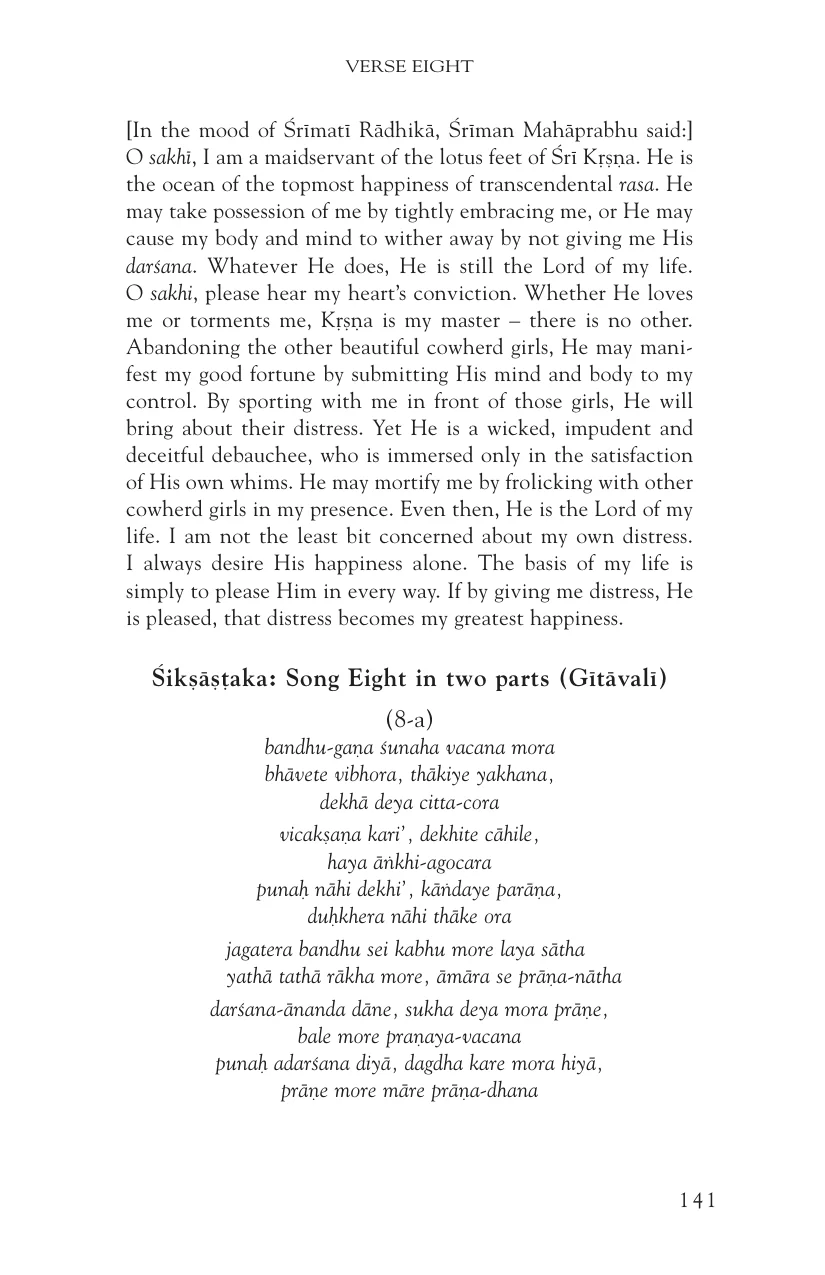 VERSE EIGHT
[In the mood of Śrīmatī Rādhikā, Śrīman Mahāprabhu said:]
O sakhī, I am a maidservant of the lotus feet of Śrī Kṛṣṇa. He is
the ocean of the topmost happiness of transcendental rasa. He
may take possession of me by tightly embracing me, or He may
cause my body and mind to wither away by not giving me His
darśana. Whatever He does, He is still the Lord of my life.
O sakhi, please hear my heart’s conviction. Whether He loves
me or torments me, Kṛṣṇa is my master – there is no other.
Abandoning the other beautiful cowherd girls, He may mani-
fest my good fortune by submitting His mind and body to my
control. By sporting with me in front of those girls, He will
bring about their distress. Yet He is a wicked, impudent and
deceitful debauchee, who is immersed only in the satisfaction
of His own whims. He may mortify me by frolicking with other
cowherd girls in my presence. Even then, He is the Lord of my
life. I am not the least bit concerned about my own distress.
I always desire His happiness alone. The basis of my life is
simply to please Him in every way. If by giving me distress, He
is pleased, that distress becomes my greatest happiness.
Śikṣāṣṭaka: Song Eight in two parts (Gītāvalī)
(8-a)
bandhu-gaṇa śunaha vacana mora
bhāvete vibhora, thākiye yakhana,
dekhā deya citta-cora
vicakṣaṇa kari’, dekhite cāhile,
haya āṅkhi-agocara
punaḥ nāhi dekhi’, kāṅdaye parāṇa,
duḥkhera nāhi thāke ora
jagatera bandhu sei kabhu more laya sātha
yathā tathā rākha more, āmāra se prāṇa-nātha
darśana-ānanda dāne, sukha deya mora prāṇe,
bale more praṇaya-vacana
punaḥ adarśana diyā, dagdha kare mora hiyā,
prāṇe more māre prāṇa-dhana
141